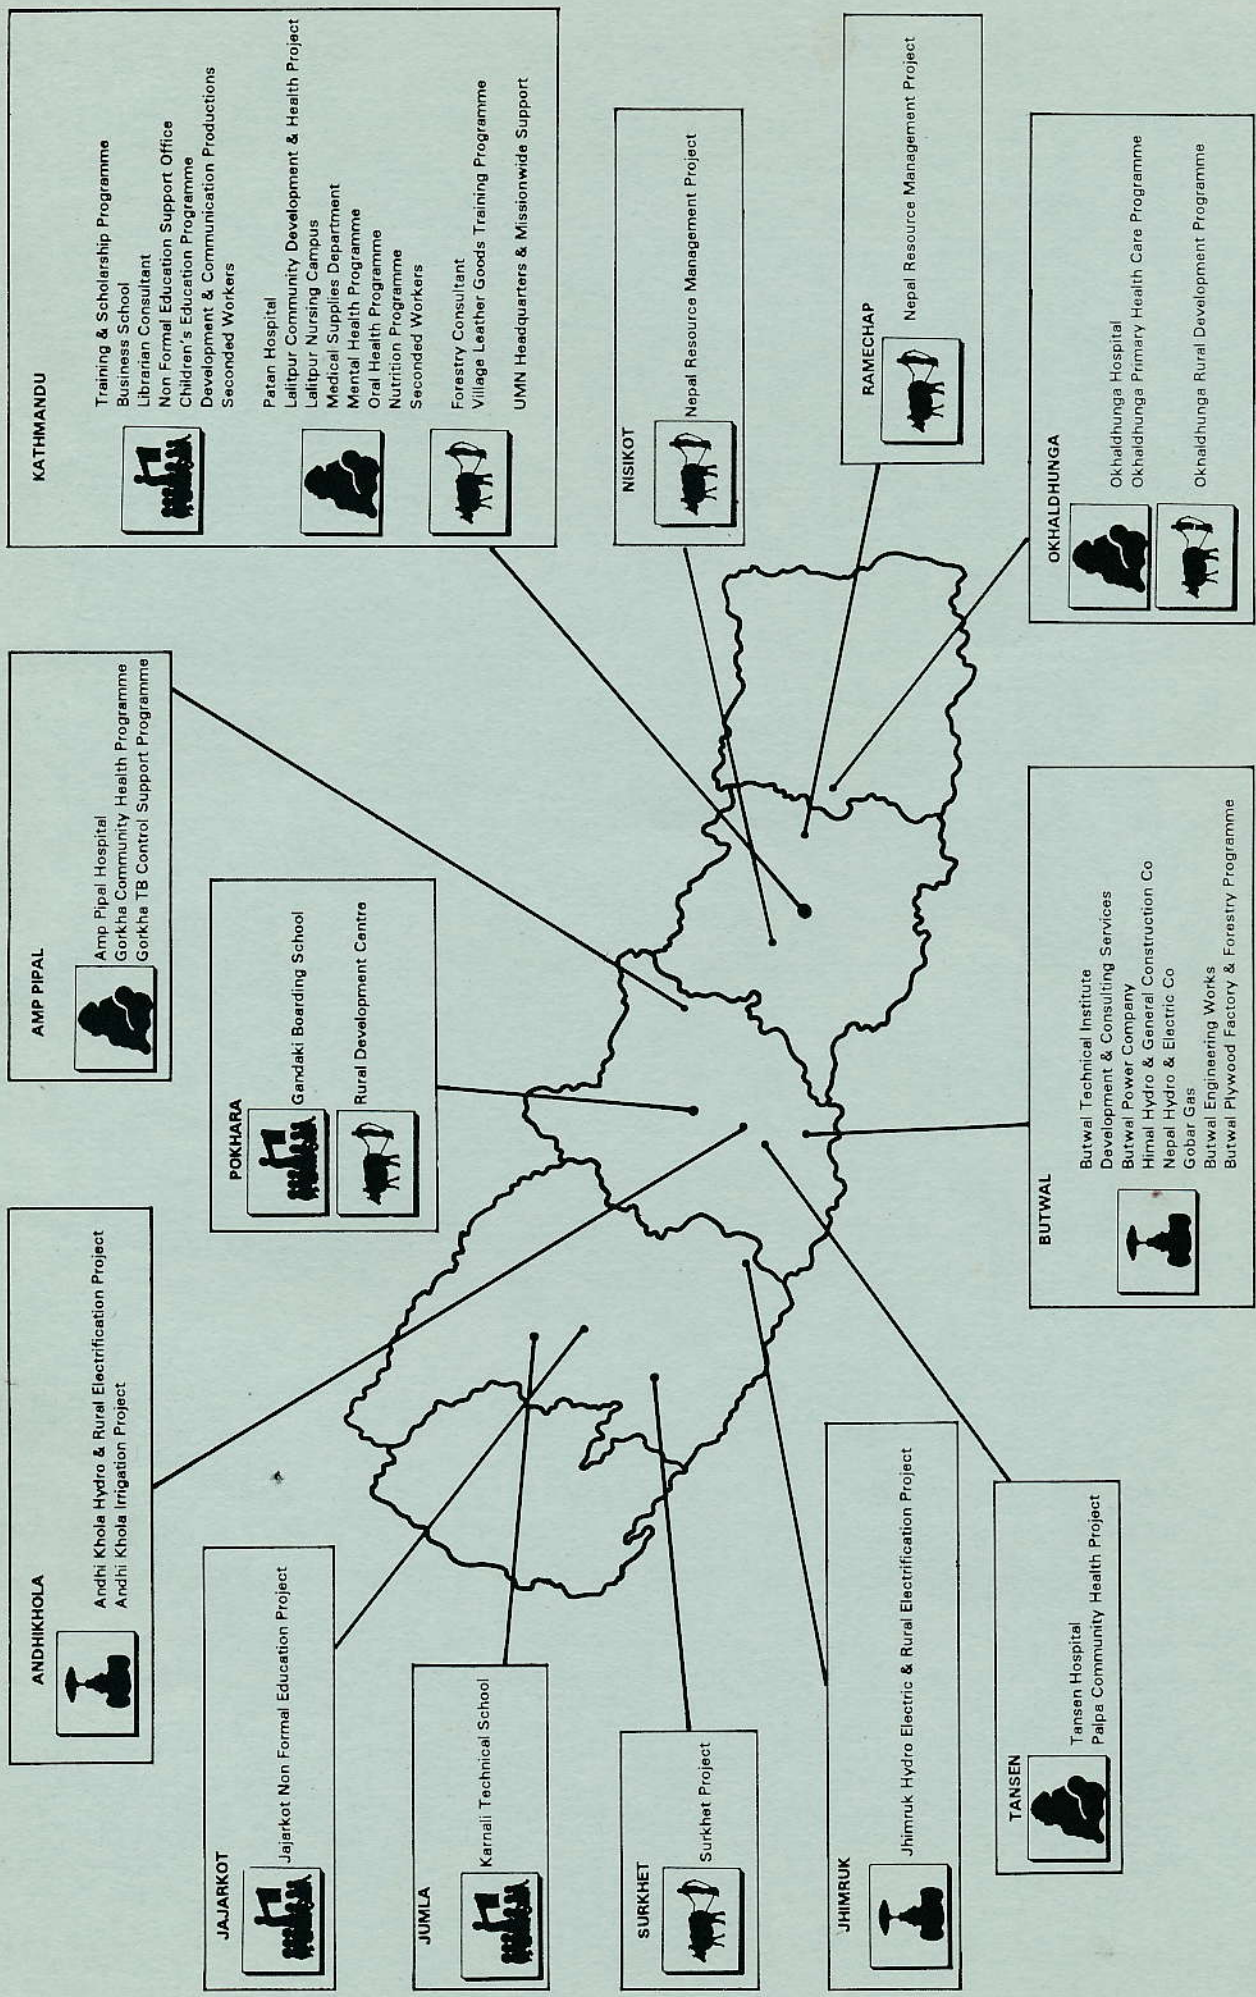 ANDHIKHOLA
Andhi Khola Hydro & Rural Electrification Project
Andhi Khola Irrigation Project
AMP PIPAL
Amp Pipal Hospital
Gorkha Community Health Programme
Gorkha TB Control Support Programme
KATHMANDU
Training & Scholarship Programme
Business School
Librarian Consultant
Non Formal Education Support Office
Children's Education Programme
Development & Communication Productions
Seconded Workers
Patan Hospital
Lalitpur Community Development & Health Project
Lalitpur Nursing Campus
Medical Supplies Department
Mental Health Programme
Oral Health Programme
Nutrition Programme
Seconded Workers
Forestry Consultant
Village Leather Goods Training Programme
UMN Headquarters & Missionwide Support
JAJARKOT
Jajarkot Non Formal Education Project
POKHARA
Gandaki Boarding School
Rural Development Centre
JUMLA
Karnali Technical School
NISIKOT
Nepal Resource Management Project
SURKHET
Surkhet Project
RAMECHAP
Nepal Resource Management Project
JHIMRUK
Jhimruk Hydro Electric & Rural Electrification Project
TANSEN
Tansen Hospital
Palpa Community Health Project
BUTWAL
Butwal Technical Institute
Development & Consulting Services
Butwal Power Company
Himal Hydro & General Construction Co
Nepal Hydro & Electric Co
Gobar Gas
Butwal Engineering Works
Butwal Plywood Factory & Forestry Programme
OKHALDHUNGA
Okhaldhunga Hospital
Okhaldhunga Primary Health Care Programme
Okhaldhunga Rural Development Programme